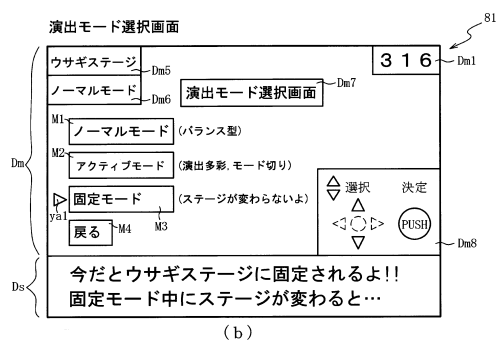 演出モード選択画面
81
ウサギステージ
Dm5
316
Dm1
ノーマルモード
Dm6
演出モード選択画面
Dm7
Dm
M1
ノーマルモード
(バランス型)
M2
アクティブモード
(演出多彩,モード切り)
ya1
固定モード
M3
(ステージが変わらないよ)
戻る
M4
選択
決定
PUSH
Dm8
Ds
今だとウサギステージに固定されるよ!!
固定モード中にステージが変わると…
(b)